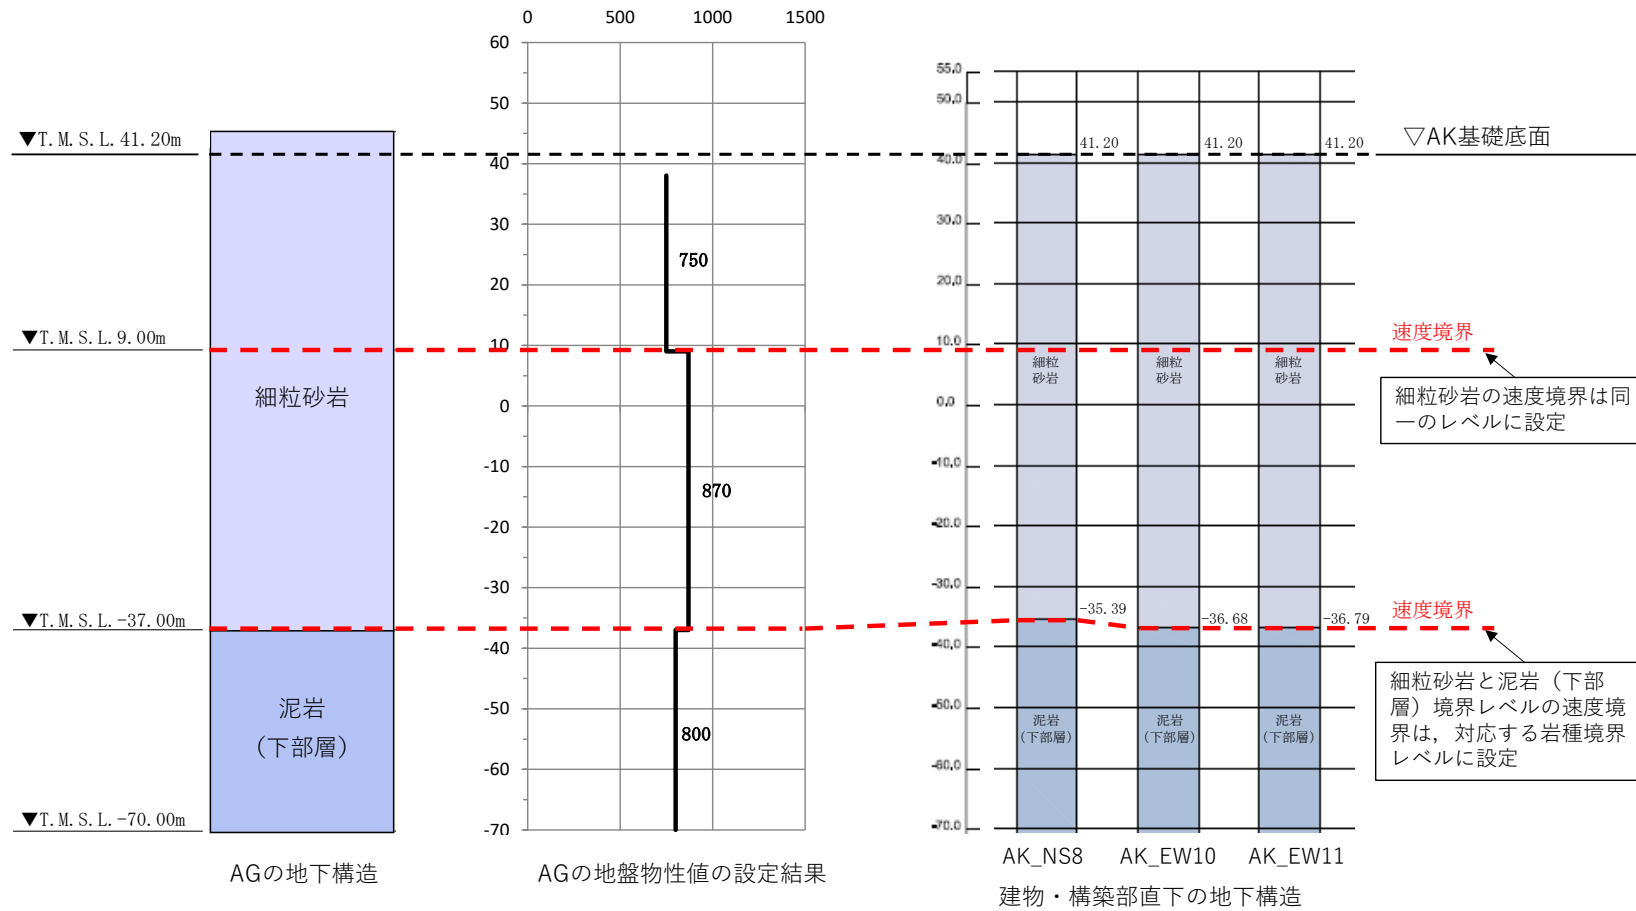 ▼T.M.S.L.41.20m
▼T.M.S.L.9.00m
▼T.M.S.L.-37.00m
▼T.M.S.L.-70.00m
細粒砂岩
泥岩
（下部層）
AGの地下構造
0 500 1000 1500
60
50
40
30
20
10
0
-10
-20
-30
-40
-50
-60
-70
750
870
800
AGの地盤物性値の設定結果
55.0
50.0
40.0
30.0
20.0
10.0
0.0
-10.0
-20.0
-30.0
-40.0
-50.0
-60.0
-70.0
41.20 41.20 41.20
細粒 細粒 細粒
砂岩 砂岩 砂岩
-35.39
-36.68 -36.79
泥岩 泥岩 泥岩
(下部層) (下部層) (下部層)
AK_NS8 AK_EW10 AK_EW11
建物・構築部直下の地下構造
▽AK基礎底面
速度境界
細粒砂岩の速度境界は同
一のレベルに設定
速度境界
細粒砂岩と泥岩（下部
層）境界レベルの速度境
界は，対応する岩種境界
レベルに設定